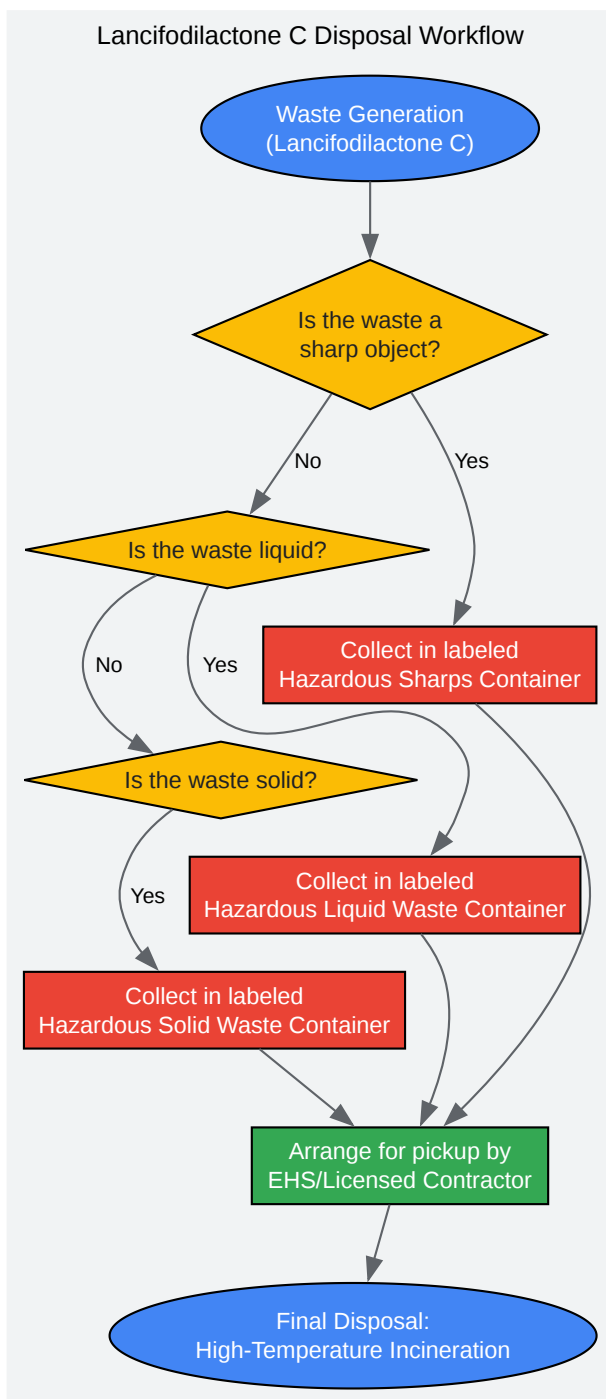 Lancifodilactone C Disposal Workflow
Waste Generation
(Lancifodilactone C)
Is the waste a
sharp object?
No
Yes
Is the waste liquid?
Collect in labeled
Hazardous Sharps Container
No
Yes
Is the waste solid?
Collect in labeled
Hazardous Liquid Waste Container
Yes
Collect in labeled
Hazardous Solid Waste Container
Arrange for pickup by
EHS/Licensed Contractor
Final Disposal:
High-Temperature Incineration